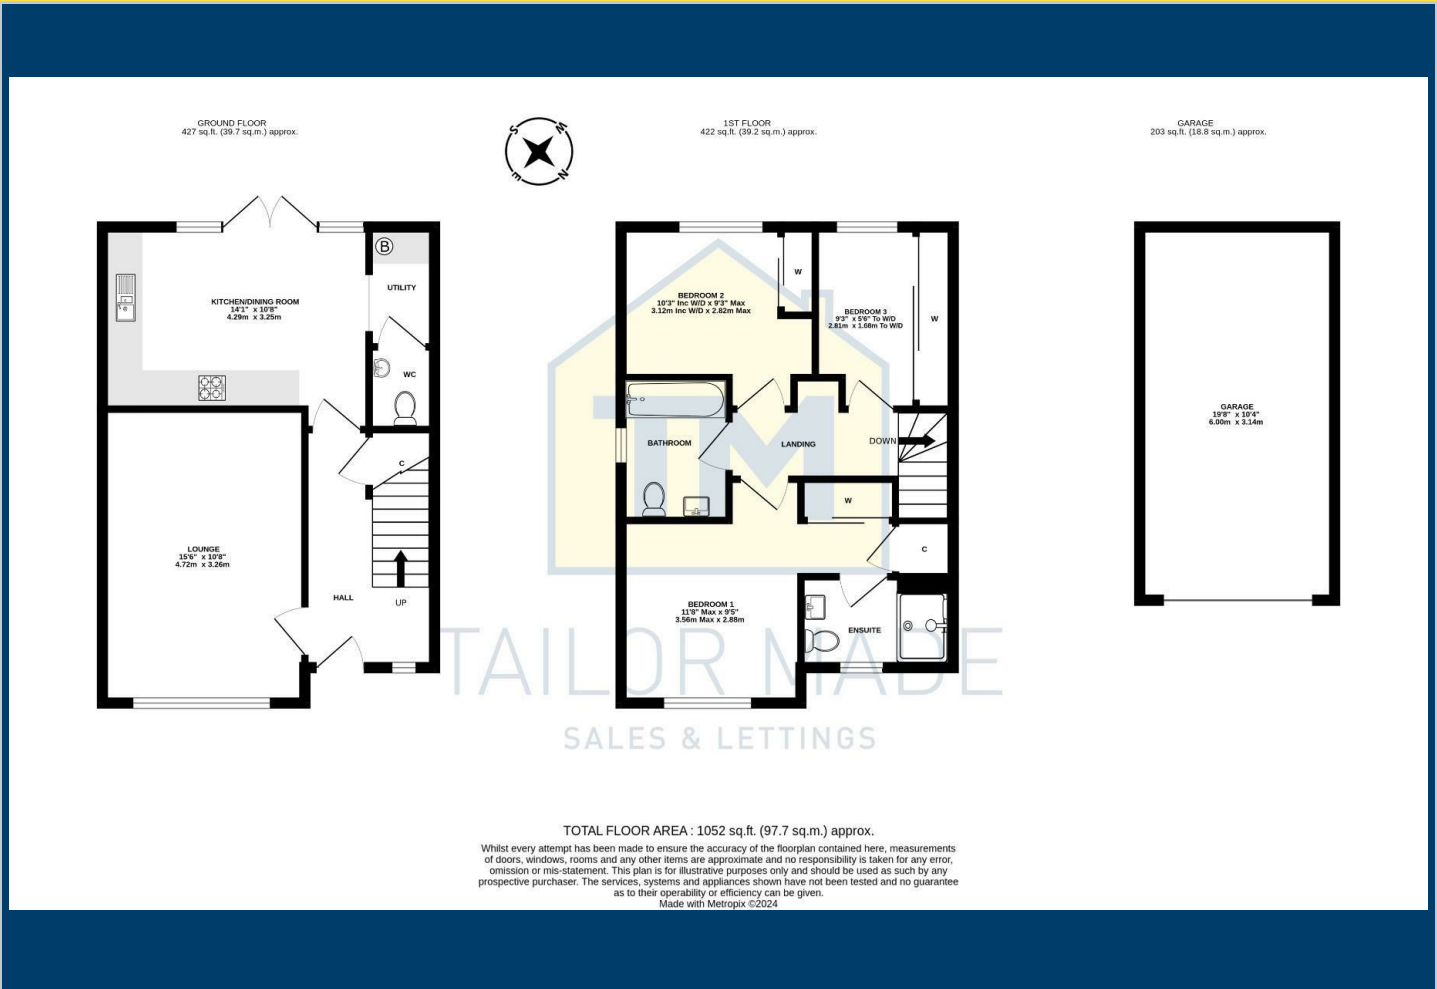 GROUND FLOOR
427 sq.ft. (39.7 sq.m.) approx.
S
W
E
N
1ST FLOOR
422 sq.ft. (39.2 sq.m.) approx.
GARAGE
203 sq.ft. (18.8 sq.m.) approx.
B
UTILITY
KITCHEN/DINING ROOM
14'1" x 10'8"
4.29m x 3.25m
WC
C
LOUNGE
15'6" x 10'8"
4.72m x 3.26m
HALL
UP
BEDROOM 2
10'3" Inc W/D x 9'3" Max
3.12m Inc W/D x 2.82m Max
W
BEDROOM 3
9'3" x 5'6" To W/D
2.81m x 1.68m To W/D
W
BATHROOM
LANDING
DOWN
W
C
BEDROOM 1
11'8" Max x 9'5"
3.56m Max x 2.88m
ENSUITE
GARAGE
19'8" x 10'4"
6.00m x 3.14m
TM
TAILOR MADE
SALES & LETTINGS
TOTAL FLOOR AREA : 1052 sq.ft. (97.7 sq.m.) approx.
Whilst every attempt has been made to ensure the accuracy of the floorplan contained here, measurements
of doors, windows, rooms and any other items are approximate and no responsibility is taken for any error,
omission or mis-statement. This plan is for illustrative purposes only and should be used as such by any
prospective purchaser. The services, systems and appliances shown have not been tested and no guarantee
as to their operability or efficiency can be given.
Made with Metropix ©2024